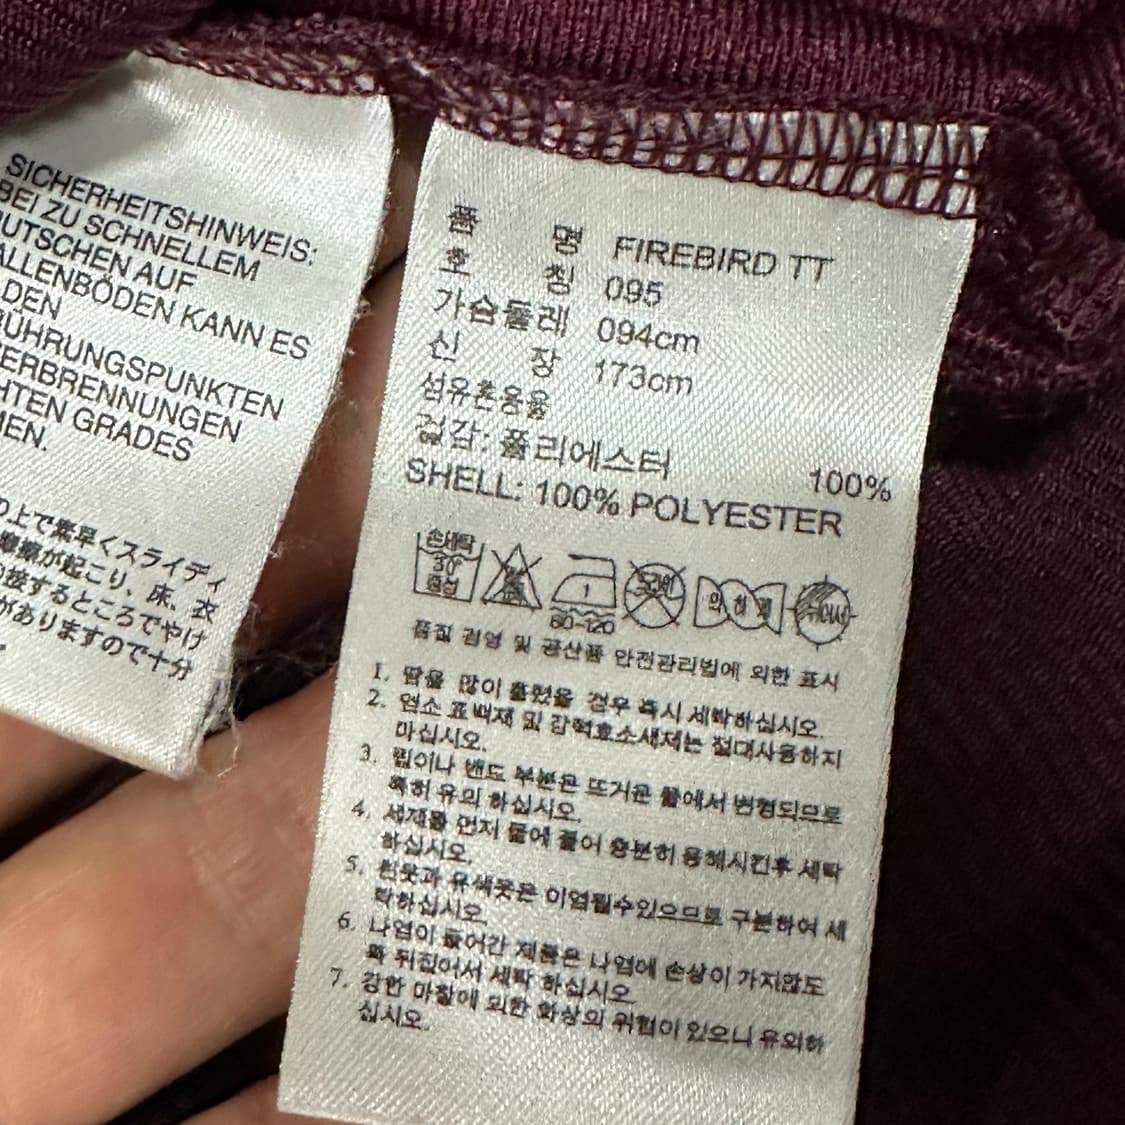 SICHERHEITSHINWEIS:
BEI ZU SCHNELLEM
UTSCHEN AUF
ALLENBÖDEN KANN ES
DEN
RÜHRUNGSPUNKTEN
ERBRENNUNGEN
HTEN GRADES
MEN.
の上で素早くスライディ
摩擦が起こり、床、衣
の接するところでやけ
がありますので十分
품 명 FIREBIRD TT
호 칭 095
가슴둘레 094cm
신 장 173cm
섬유혼용율
겉감: 폴리에스터 100%
SHELL: 100% POLYESTER
손세탁
30°
중성
1
80~120
드라이
약하게
품질 경영 및 공산품 안전관리법에 의한 표시
1. 땀을 많이 흘렸을 경우 즉시 세탁하십시오.
2. 염소 표백제 및 강력효소세제는 절대사용하지
마십시오.
3. 립이나 밴드 부분은 뜨거운 물에서 변형되므로
특히 유의 하십시오.
4. 세제를 먼저 물에 풀어 충분히 용해시킨후 세탁
하십시오.
5. 흰옷과 유색옷은 이염될수있으므로 구분하여 세
탁하십시오.
6. 나염이 들어간 제품은 나염에 손상이 가지않도
록 뒤집어서 세탁 하십시오.
7. 강한 마찰에 의한 화상의 위험이 있으니 유의하
십시오.